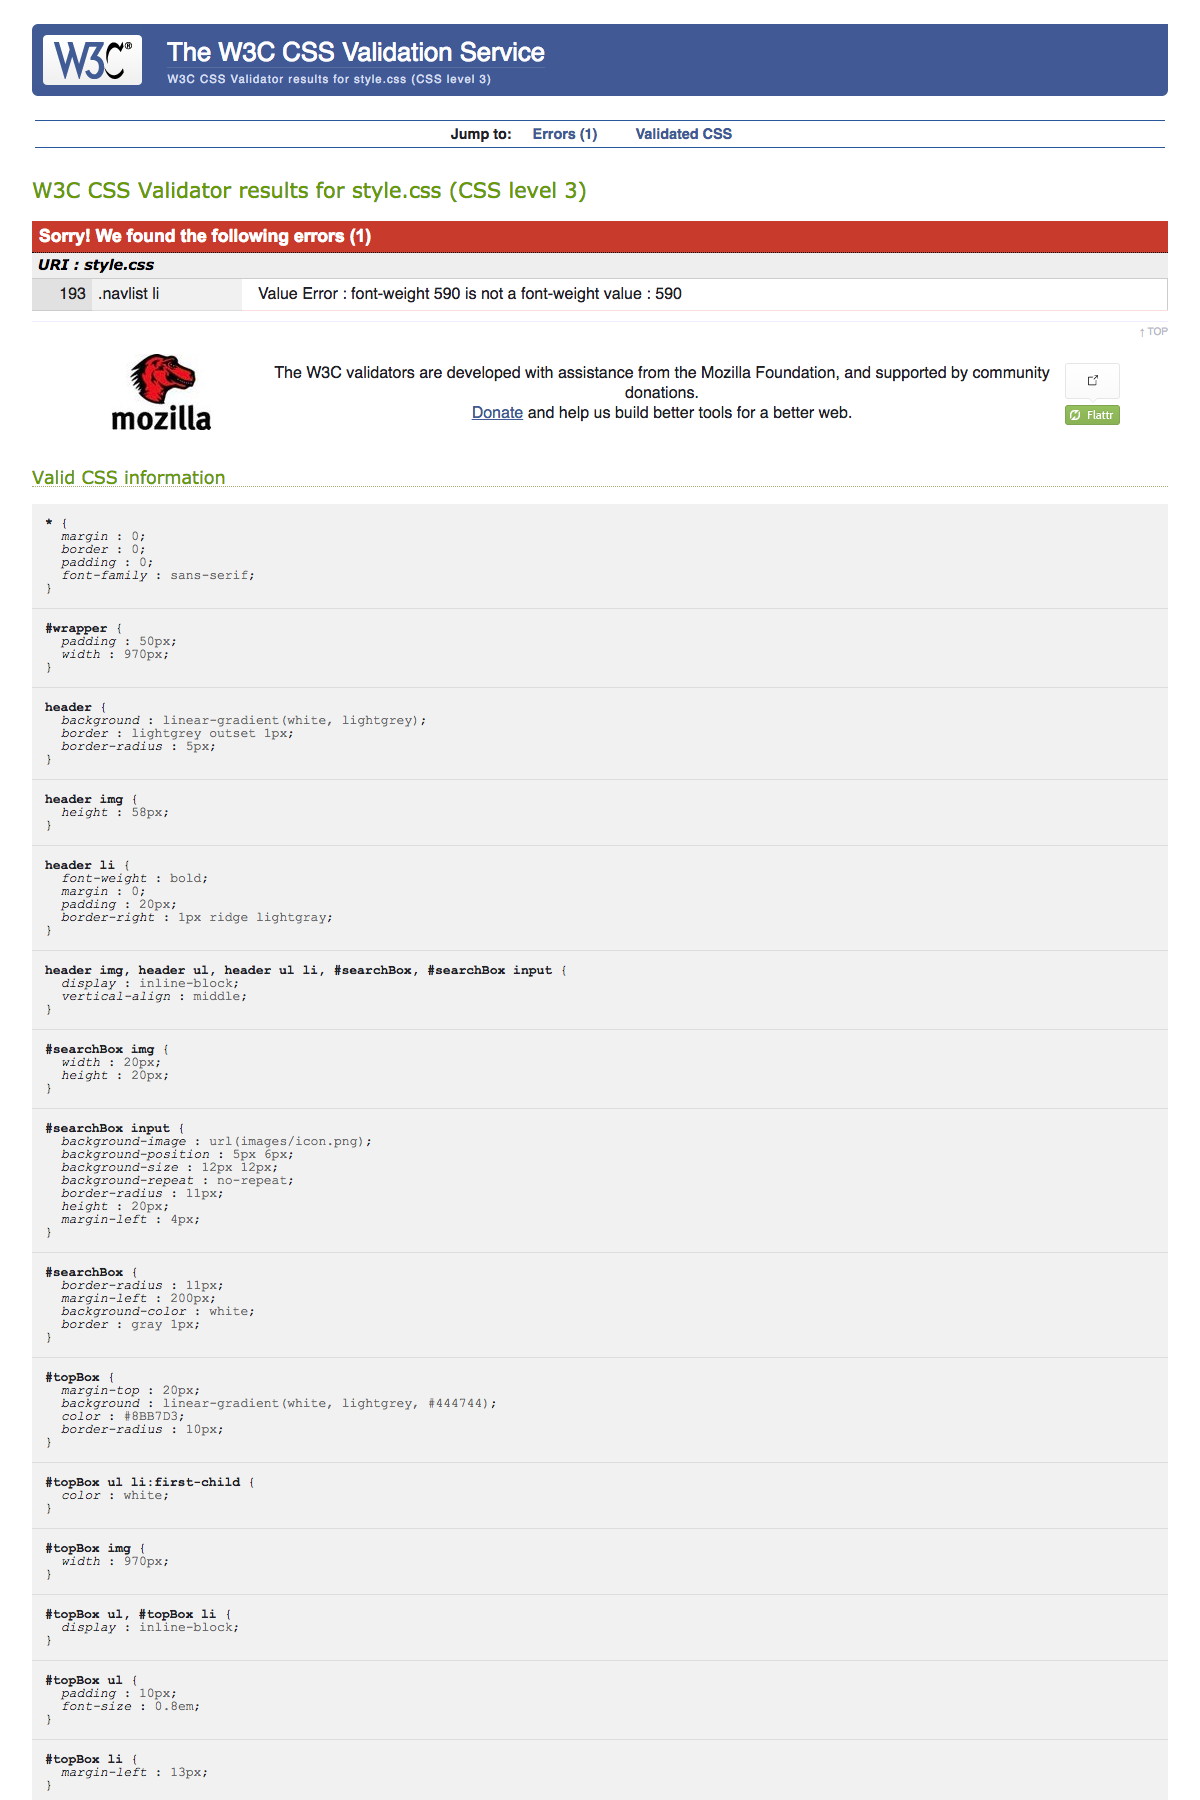 W3C®
The W3C CSS Validation Service
W3C CSS Validator results for style.css (CSS level 3)
Jump to: Errors (1) Validated CSS
W3C CSS Validator results for style.css (CSS level 3)
Sorry! We found the following errors (1)
URI : style.css
193 .navlist li Value Error : font-weight 590 is not a font-weight value : 590
↑ TOP
mozilla
The W3C validators are developed with assistance from the Mozilla Foundation, and supported by community
donations.
Donate and help us build better tools for a better web.
Flattr
Valid CSS information
* {
margin : 0;
border : 0;
padding : 0;
font-family : sans-serif;
}
#wrapper {
padding : 50px;
width : 970px;
}
header {
background : linear-gradient(white, lightgrey);
border : lightgrey outset 1px;
border-radius : 5px;
}
header img {
height : 58px;
}
header li {
font-weight : bold;
margin : 0;
padding : 20px;
border-right : 1px ridge lightgray;
}
header img, header ul, header ul li, #searchBox, #searchBox input {
display : inline-block;
vertical-align : middle;
}
#searchBox img {
width : 20px;
height : 20px;
}
#searchBox input {
background-image : url(images/icon.png);
background-position : 5px 6px;
background-size : 12px 12px;
background-repeat : no-repeat;
border-radius : 11px;
height : 20px;
margin-left : 4px;
}
#searchBox {
border-radius : 11px;
margin-left : 200px;
background-color : white;
border : gray 1px;
}
#topBox {
margin-top : 20px;
background : linear-gradient(white, lightgrey, #444744);
color : #8BB7D3;
border-radius : 10px;
}
#topBox ul li:first-child {
color : white;
}
#topBox img {
width : 970px;
}
#topBox ul, #topBox li {
display : inline-block;
}
#topBox ul {
padding : 10px;
font-size : 0.8em;
}
#topBox li {
margin-left : 13px;
}